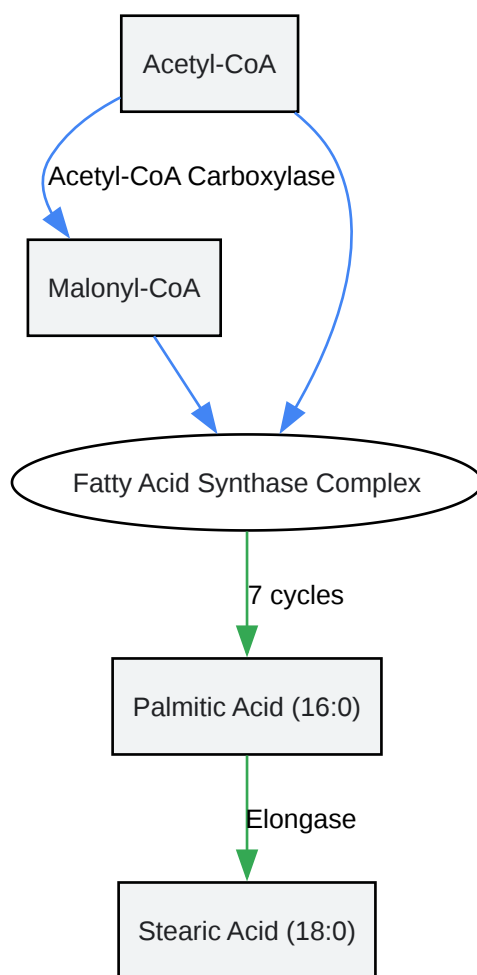 Acetyl-CoA
Acetyl-CoA Carboxylase
Malonyl-CoA
Fatty Acid Synthase Complex
7 cycles
Palmitic Acid (16:0)
Elongase
Stearic Acid (18:0)